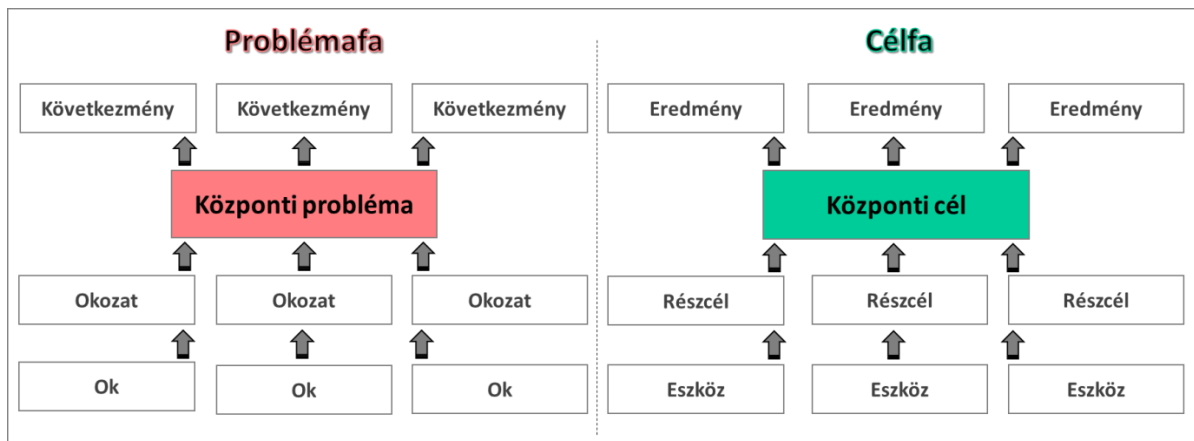 Problémafa
Célfa
Következmény
Következmény
Következmény
Eredmény
Eredmény
Eredmény
Központi probléma
Központi cél
Okozat
Okozat
Okozat
Részcél
Részcél
Részcél
Ok
Ok
Ok
Eszköz
Eszköz
Eszköz